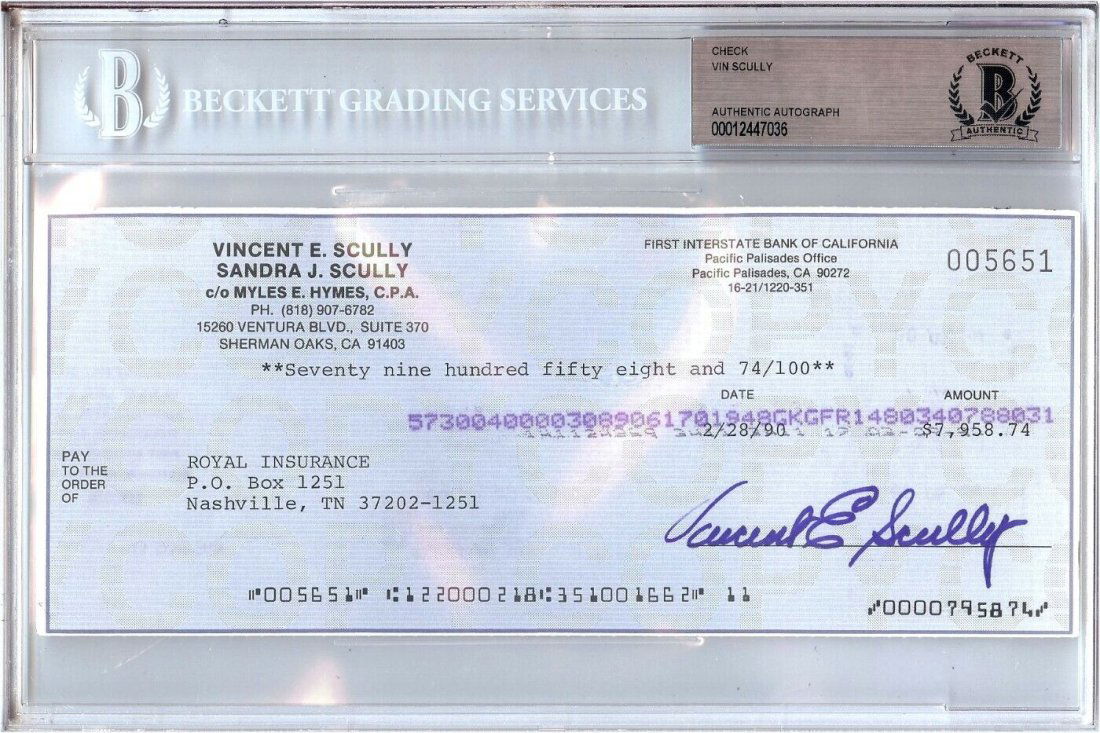 BECKETT GRADING SERVICES
CHECK
VIN SCULLY
AUTHENTIC AUTOGRAPH
00012447036
BECKETT
B
AUTHENTIC
VINCENT E. SCULLY
SANDRA J. SCULLY
c/o MYLES E. HYMES, C.P.A.
PH. (818) 907-6782
15260 VENTURA BLVD., SUITE 370
SHERMAN OAKS, CA 91403
FIRST INTERSTATE BANK OF CALIFORNIA
Pacific Palisades Office
Pacific Palisades, CA 90272
16-21/1220-351
005651
**Seventy nine hundred fifty eight and 74/100**
DATE
AMOUNT
57300400003089061701948GKGFR1480340788031
2/28/90
$7,958.74
PAY
TO THE
ORDER
OF
ROYAL INSURANCE
P.O. Box 1251
Nashville, TN 37202-1251
Vincent E Scully
⑈005651⑈ ⑆122000218⑆351001662⑈ 11
⑈0000795874⑈